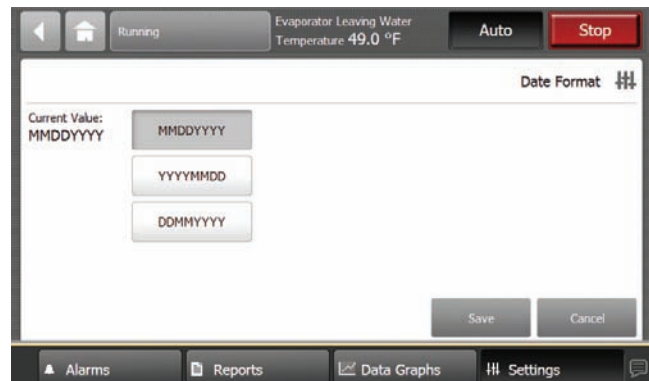 Running
Evaporator Leaving Water
Temperature 49.0 °F
Auto
Stop
Date Format
Current Value:
MMDDYYYY
MMDDYYYY
YYYYMMDD
DDMMYYYY
Save
Cancel
Alarms
Reports
Data Graphs
Settings